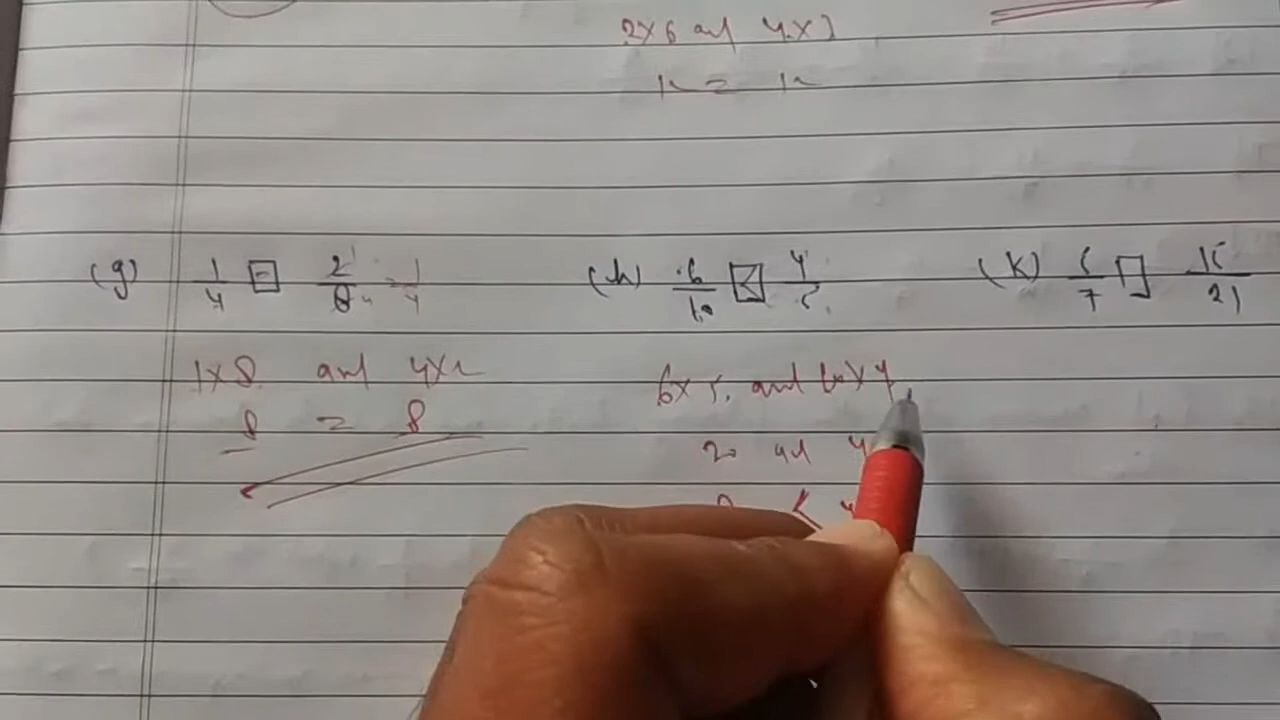 2×6 and 4×3
12 = 12
(g) 1/4 = 2/8 = 1/4
(h) 6/10 < 4/5
(k) 5/7 15/21
1×8 and 4×2
8 = 8
6×5 and 10×4